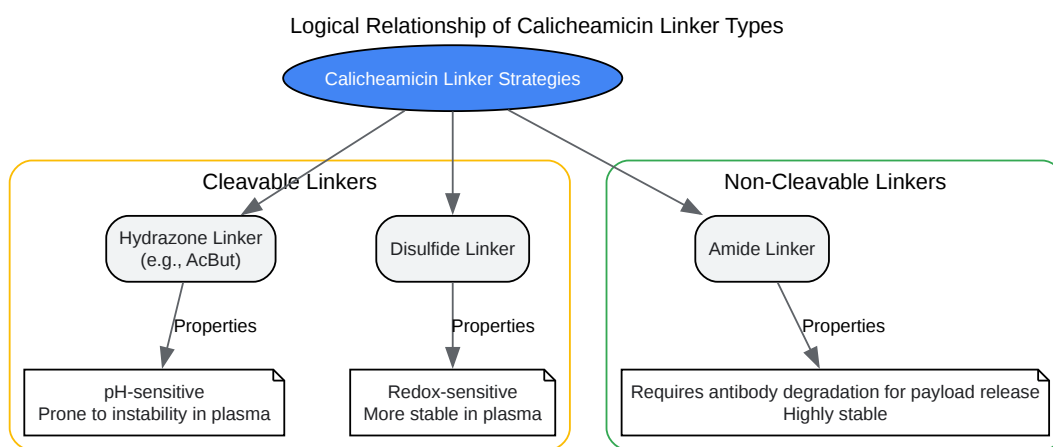 Logical Relationship of Calicheamicin Linker Types
Calicheamicin Linker Strategies
Cleavable Linkers
Non-Cleavable Linkers
Hydrazone Linker
(e.g., AcBut)
Disulfide Linker
Amide Linker
Properties
Properties
Properties
pH-sensitive
Prone to instability in plasma
Redox-sensitive
More stable in plasma
Requires antibody degradation for payload release
Highly stable